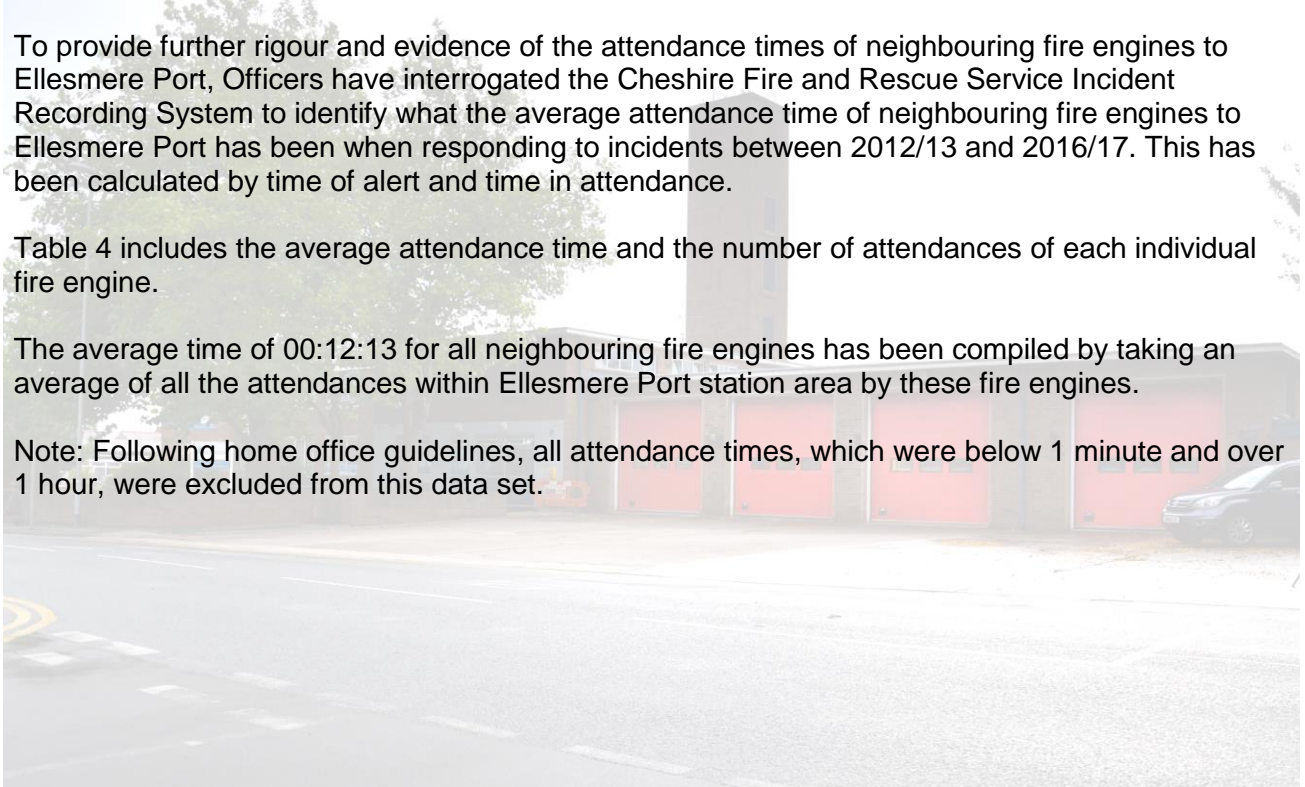 To provide further rigour and evidence of the attendance times of neighbouring fire engines to
Ellesmere Port, Officers have interrogated the Cheshire Fire and Rescue Service Incident
Recording System to identify what the average attendance time of neighbouring fire engines to
Ellesmere Port has been when responding to incidents between 2012/13 and 2016/17. This has
been calculated by time of alert and time in attendance.
Table 4 includes the average attendance time and the number of attendances of each individual
fire engine.
The average time of 00:12:13 for all neighbouring fire engines has been compiled by taking an
average of all the attendances within Ellesmere Port station area by these fire engines.
Note: Following home office guidelines, all attendance times, which were below 1 minute and over
1 hour, were excluded from this data set.